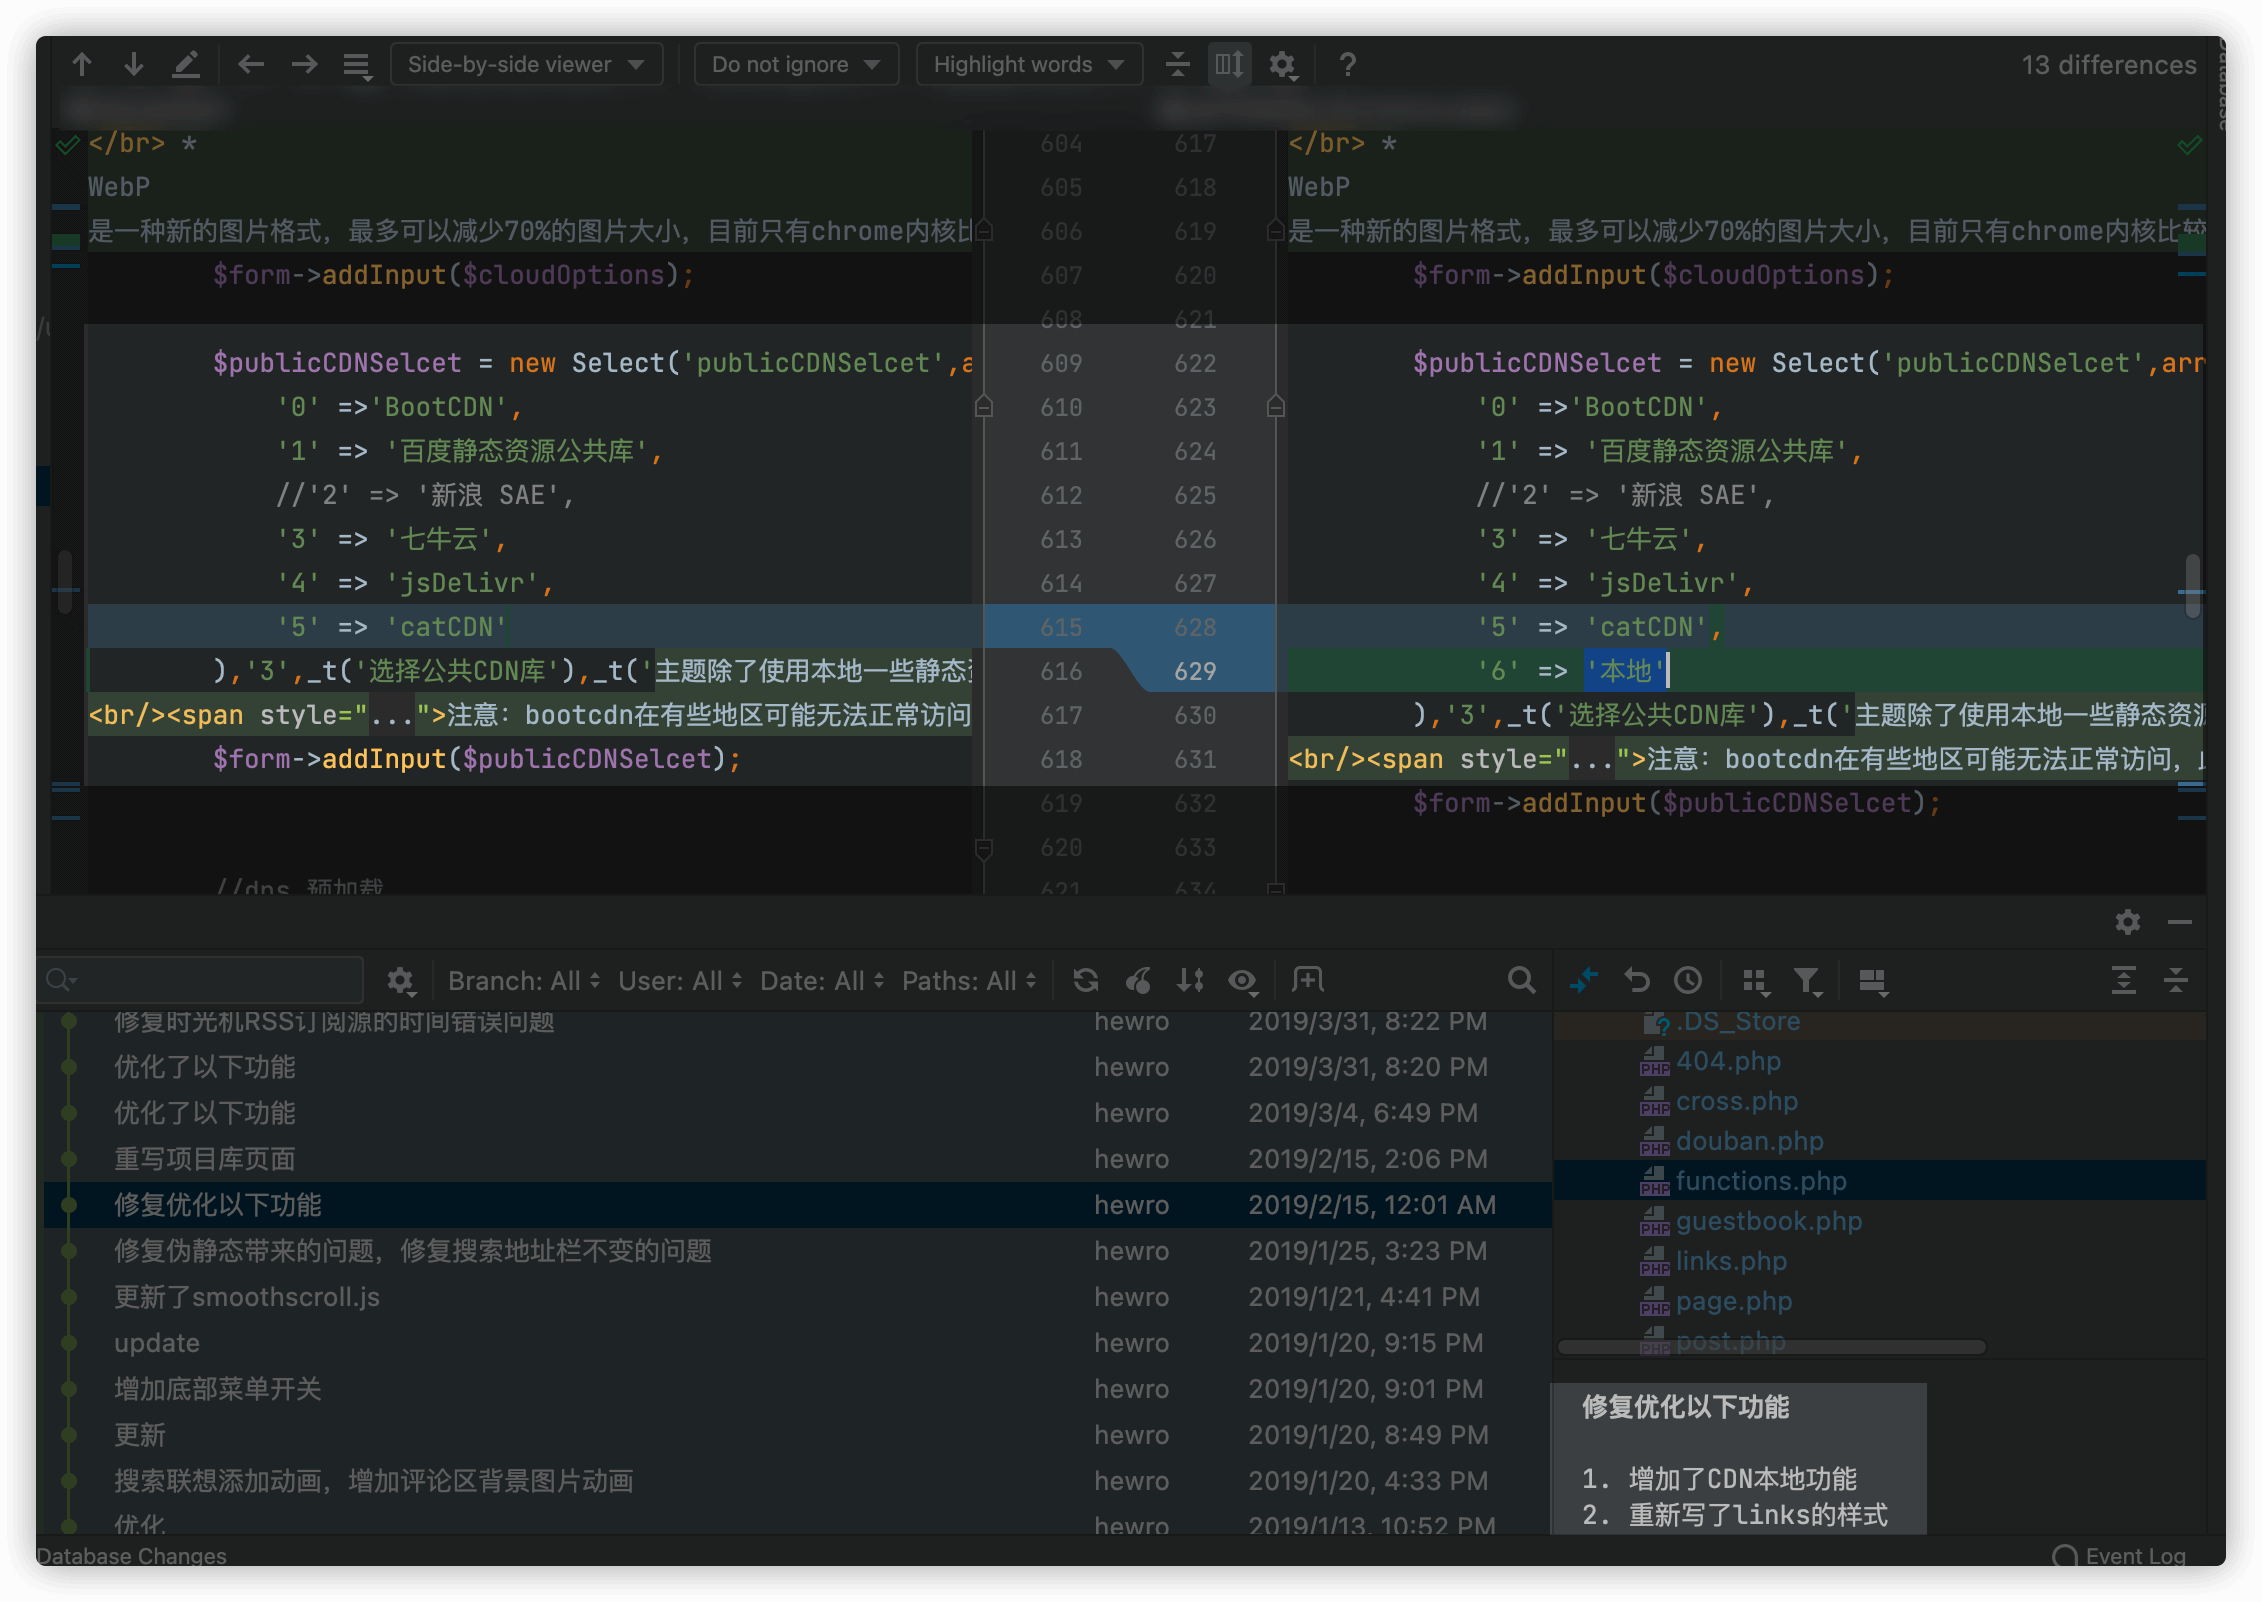 Side-by-side viewer
Do not ignore
Highlight words
?
13 differences
Database
</br> *
WebP
是一种新的图片格式，最多可以减少70%的图片大小，目前只有chrome内核比
$form->addInput($cloudOptions);
$publicCDNSelcet = new Select('publicCDNSelcet',a
'0' =>'BootCDN',
'1' => '百度静态资源公共库',
//'2' => '新浪 SAE',
'3' => '七牛云',
'4' => 'jsDelivr',
'5' => 'catCDN'
),'3',_t('选择公共CDN库'),_t('主题除了使用本地一些静态资
<br/><span style="...">注意：bootcdn在有些地区可能无法正常访问
$form->addInput($publicCDNSelcet);
//dns 预加载
604 617
605 618
606 619
607 620
608 621
609 622
610 623
611 624
612 625
613 626
614 627
615 628
616 629
617 630
618 631
619 632
620 633
621 634
</br> *
WebP
是一种新的图片格式，最多可以减少70%的图片大小，目前只有chrome内核比较
$form->addInput($cloudOptions);
$publicCDNSelcet = new Select('publicCDNSelcet',arr
'0' =>'BootCDN',
'1' => '百度静态资源公共库',
//'2' => '新浪 SAE',
'3' => '七牛云',
'4' => 'jsDelivr',
'5' => 'catCDN',
'6' => '本地'
),'3',_t('选择公共CDN库'),_t('主题除了使用本地一些静态资源
<br/><span style="...">注意：bootcdn在有些地区可能无法正常访问，
$form->addInput($publicCDNSelcet);
Branch: All User: All Date: All Paths: All
修复时光机RSS订阅源的时间错误问题 hewro 2019/3/31, 8:22 PM
优化了以下功能 hewro 2019/3/31, 8:20 PM
优化了以下功能 hewro 2019/3/4, 6:49 PM
重写项目库页面 hewro 2019/2/15, 2:06 PM
修复优化以下功能 hewro 2019/2/15, 12:01 AM
修复伪静态带来的问题，修复搜索地址栏不变的问题 hewro 2019/1/25, 3:23 PM
更新了smoothscroll.js hewro 2019/1/21, 4:41 PM
update hewro 2019/1/20, 9:15 PM
增加底部菜单开关 hewro 2019/1/20, 9:01 PM
更新 hewro 2019/1/20, 8:49 PM
搜索联想添加动画，增加评论区背景图片动画 hewro 2019/1/20, 4:33 PM
优化 hewro 2019/1/13, 10:52 PM
.DS_Store
PHP 404.php
PHP cross.php
PHP douban.php
PHP functions.php
PHP guestbook.php
PHP links.php
PHP page.php
PHP post.php
修复优化以下功能
1. 增加了CDN本地功能
2. 重新写了links的样式
Database Changes
Event Log